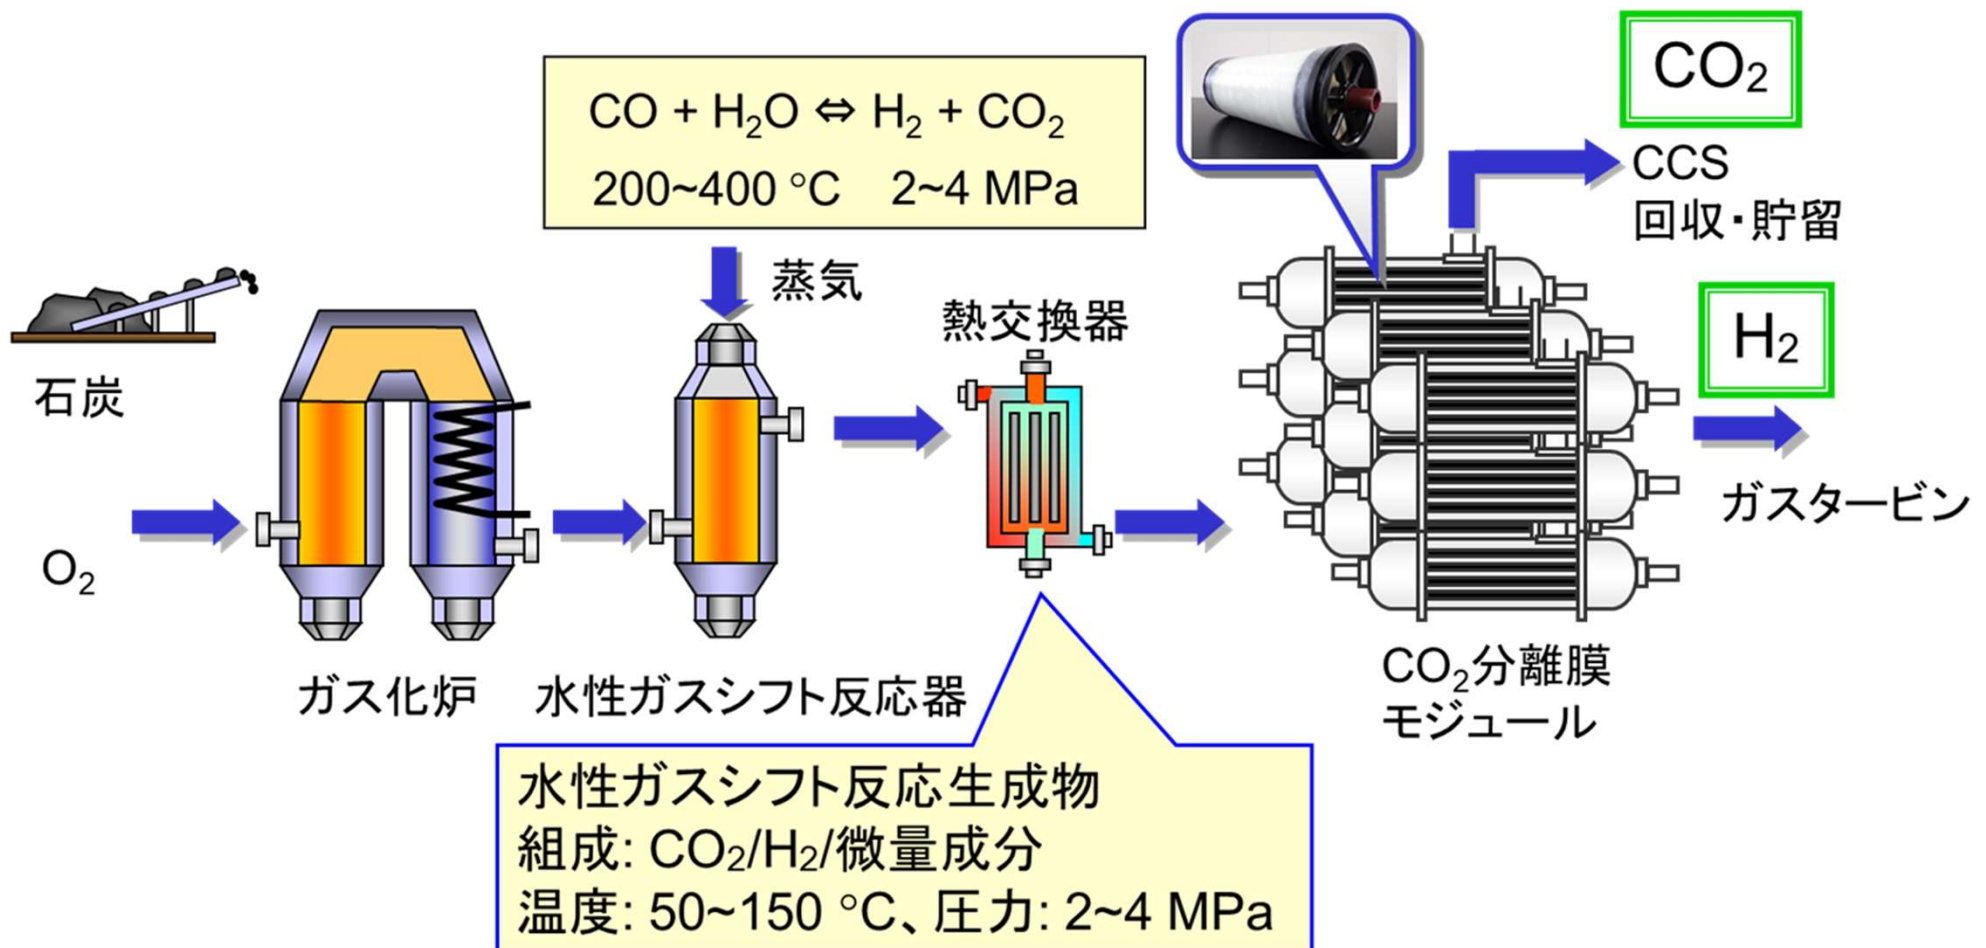 CO + H₂O ⇔ H₂ + CO₂
200~400 °C 2~4 MPa
蒸気
石炭
O₂
ガス化炉
水性ガスシフト反応器
熱交換器
水性ガスシフト反応生成物
組成: CO₂/H₂/微量成分
温度: 50~150 °C、圧力: 2~4 MPa
CO₂分離膜
モジュール
CO₂
CCS
回収・貯留
H₂
ガスタービン